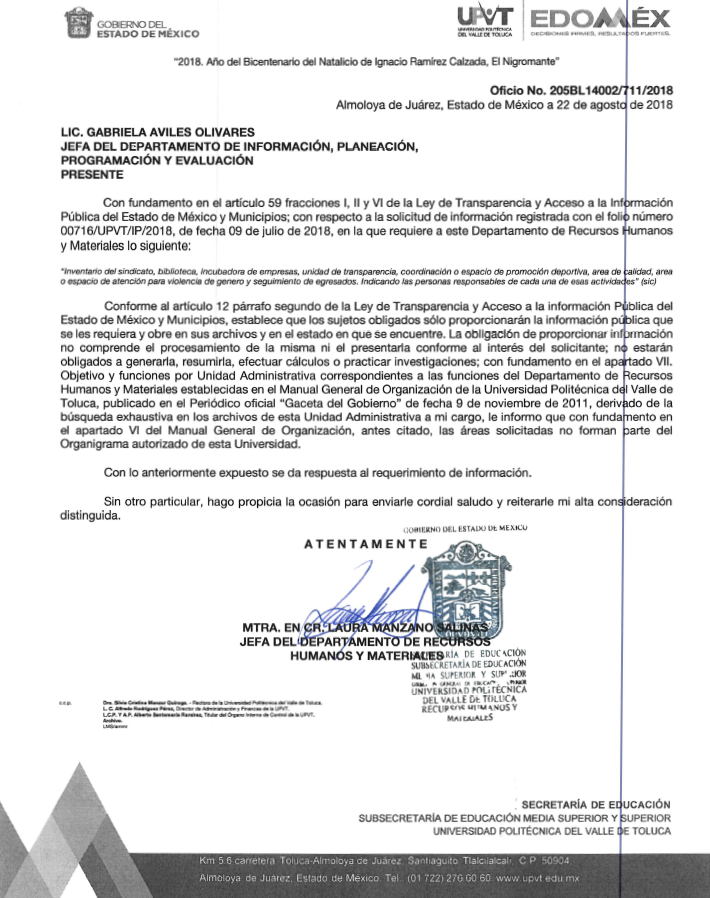 GOBIERNO DEL
ESTADO DE MÉXICO
UPVT
UNIVERSIDAD POLITÉCNICA
DEL VALLE DE TOLUCA
EDOMÉX
DECISIONES FIRMES, RESULTADOS FUERTES.
"2018. Año del Bicentenario del Natalicio de Ignacio Ramírez Calzada, El Nigromante"
Oficio No. 205BL14002/711/2018
Almoloya de Juárez, Estado de México a 22 de agosto de 2018
LIC. GABRIELA AVILES OLIVARES
JEFA DEL DEPARTAMENTO DE INFORMACIÓN, PLANEACIÓN,
PROGRAMACIÓN Y EVALUACIÓN
PRESENTE
Con fundamento en el artículo 59 fracciones I, II y VI de la Ley de Transparencia y Acceso a la Información
Pública del Estado de México y Municipios; con respecto a la solicitud de información registrada con el folio número
00716/UPVT/IP/2018, de fecha 09 de julio de 2018, en la que requiere a este Departamento de Recursos Humanos
y Materiales lo siguiente:
"Inventario del sindicato, biblioteca, incubadora de empresas, unidad de transparencia, coordinación o espacio de promoción deportiva, area de calidad, area
o espacio de atención para violencia de genero y seguimiento de egresados. Indicando las personas responsables de cada una de esas actividades" (sic)
Conforme al artículo 12 párrafo segundo de la Ley de Transparencia y Acceso a la información Pública del
Estado de México y Municipios, establece que los sujetos obligados sólo proporcionarán la información pública que
se les requiera y obre en sus archivos y en el estado en que se encuentre. La obligación de proporcionar información
no comprende el procesamiento de la misma ni el presentarla conforme al interés del solicitante; no estarán
obligados a generarla, resumirla, efectuar cálculos o practicar investigaciones; con fundamento en el apartado VII.
Objetivo y funciones por Unidad Administrativa correspondientes a las funciones del Departamento de Recursos
Humanos y Materiales establecidas en el Manual General de Organización de la Universidad Politécnica del Valle de
Toluca, publicado en el Periódico oficial "Gaceta del Gobierno" de fecha 9 de noviembre de 2011, derivado de la
búsqueda exhaustiva en los archivos de esta Unidad Administrativa a mi cargo, le informo que con fundamento en
el apartado VI del Manual General de Organización, antes citado, las áreas solicitadas no forman parte del
Organigrama autorizado de esta Universidad.
Con lo anteriormente expuesto se da respuesta al requerimiento de información.
Sin otro particular, hago propicia la ocasión para enviarle cordial saludo y reiterarle mi alta consideración
distinguida.
GOBIERNO DEL ESTADO DE MÉXICO
ATENTAMENTE
MTRA. EN CR. LAURA MANZANO SALINAS
JEFA DEL DEPARTAMENTO DE RECURSOS
HUMANOS Y MATERIALES
SECRETARÍA DE EDUCACIÓN
SUBSECRETARÍA DE EDUCACIÓN
MEDIA SUPERIOR Y SUPERIOR
UNIVERSIDAD POLITÉCNICA
DEL VALLE DE TOLUCA
RECURSOS HUMANOS Y
MATERIALES
c.c.p. Dra. Silvia Cristina Manzur Quiroga. - Rectora de la Universidad Politécnica del Valle de Toluca.
L. C. Alfredo Rodríguez Pérez, Director de Administración y Finanzas de la UPVT.
L.C.P. Y A.P. Alberto Santamaría Ramírez, Titular del Órgano Interno de Control de la UPVT.
Archivo.
SECRETARÍA DE EDUCACIÓN
SUBSECRETARÍA DE EDUCACIÓN MEDIA SUPERIOR Y SUPERIOR
UNIVERSIDAD POLITÉCNICA DEL VALLE DE TOLUCA
Km 5.6 carretera Toluca-Almoloya de Juárez, Santiaguito Tlalcilalcali, C.P. 50904,
Almoloya de Juárez, Estado de México. Tel.: (01 722) 276 00 60. www.upvt.edu.mx